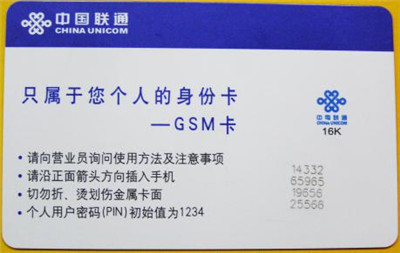 中国联通
CHINA UNICOM
只属于您个人的身份卡
—GSM卡
中国联通
CHINA UNICOM
16K
• 请向营业员询问使用方法及注意事项
• 请沿正面箭头方向插入手机
• 切勿折、烫划伤金属卡面
• 个人用户密码(PIN)初始值为1234
14332
65965
19656
25566